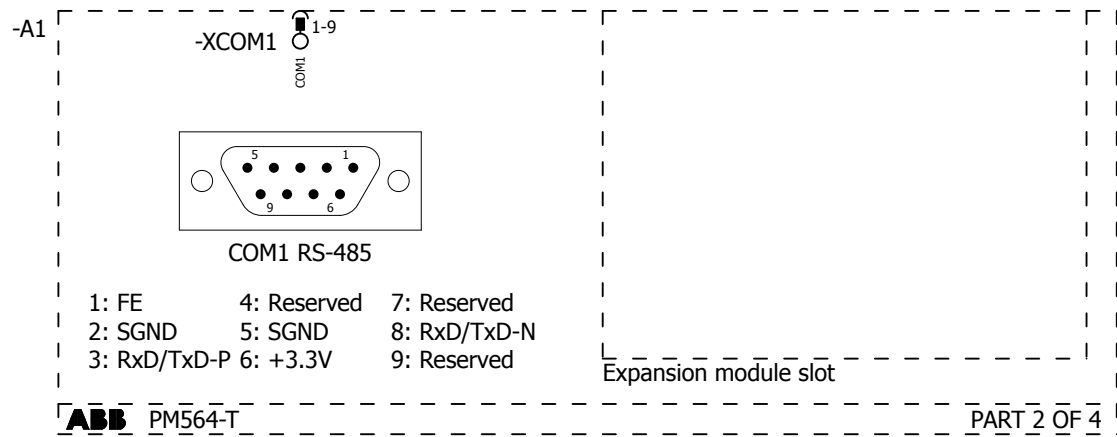 -A1
1-9
-XCOM1
COM1
5 1
9 6
COM1 RS-485
1: FE 4: Reserved 7: Reserved
2: SGND 5: SGND 8: RxD/TxD-N
3: RxD/TxD-P 6: +3.3V 9: Reserved
Expansion module slot
ABB PM564-T PART 2 OF 4